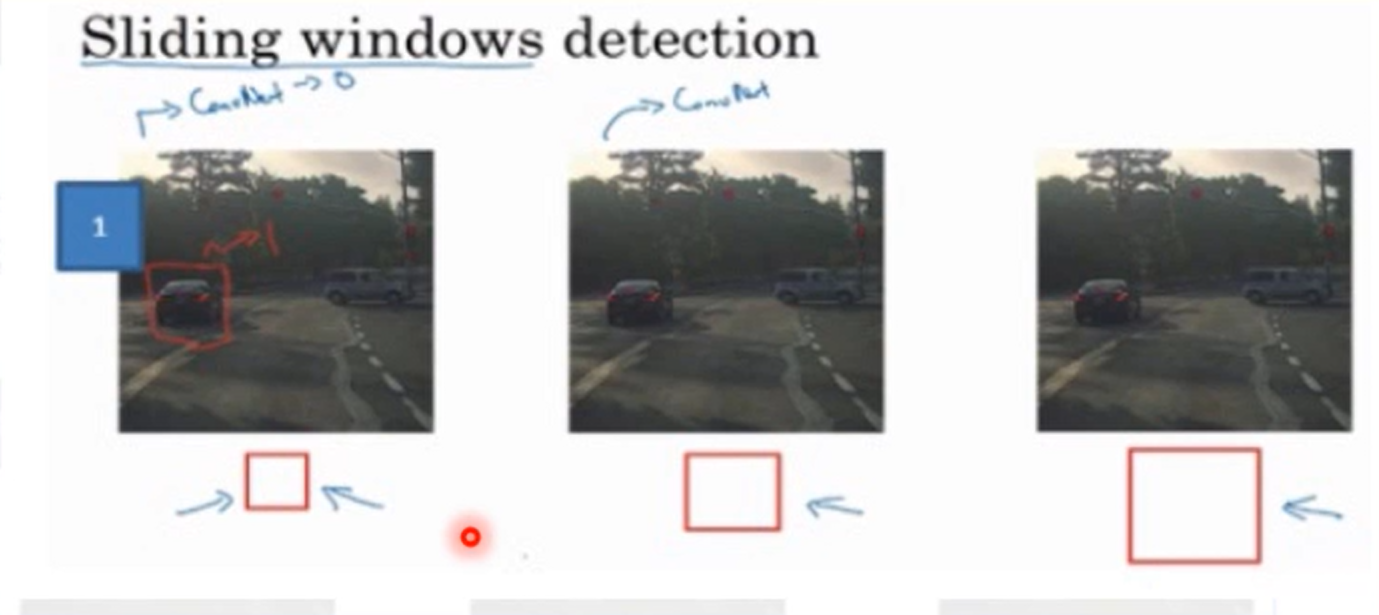 Sliding windows detection
→ ConvNet → 0
→ ConvNet
1
→ 1